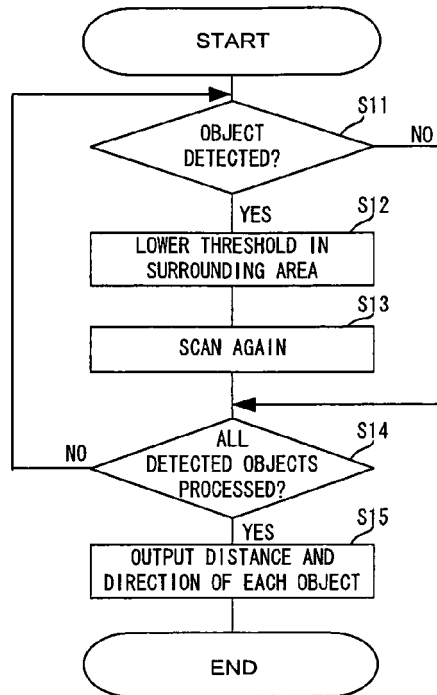 START
S11
OBJECT
DETECTED?
NO
YES
S12
LOWER THRESHOLD IN
SURROUNDING AREA
S13
SCAN AGAIN
S14
NO
ALL
DETECTED OBJECTS
PROCESSED?
YES
S15
OUTPUT DISTANCE AND
DIRECTION OF EACH OBJECT
END